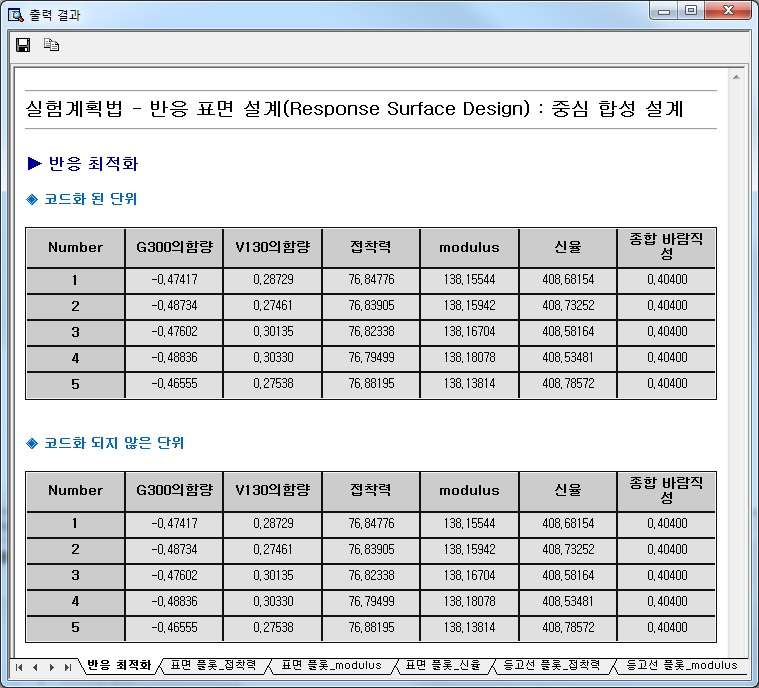 출력 결과
실험계획법 - 반응 표면 설계(Response Surface Design) : 중심 합성 설계
▶ 반응 최적화
◈ 코드화 된 단위
Number G300의함량 V130의함량 접착력 modulus 신율 종합 바람직성
1 -0.47417 0.28729 76.84776 138.15544 408.68154 0.40400
2 -0.48734 0.27461 76.83905 138.15942 408.73252 0.40400
3 -0.47602 0.30135 76.82338 138.16704 408.58164 0.40400
4 -0.48836 0.30330 76.79499 138.18078 408.53481 0.40400
5 -0.46555 0.27538 76.88195 138.13814 408.78572 0.40400
◈ 코드화 되지 않은 단위
Number G300의함량 V130의함량 접착력 modulus 신율 종합 바람직성
1 -0.47417 0.28729 76.84776 138.15544 408.68154 0.40400
2 -0.48734 0.27461 76.83905 138.15942 408.73252 0.40400
3 -0.47602 0.30135 76.82338 138.16704 408.58164 0.40400
4 -0.48836 0.30330 76.79499 138.18078 408.53481 0.40400
5 -0.46555 0.27538 76.88195 138.13814 408.78572 0.40400
반응 최적화 표면 플롯_접착력 표면 플롯_modulus 표면 플롯_신율 등고선 플롯_접착력 등고선 플롯_modulus